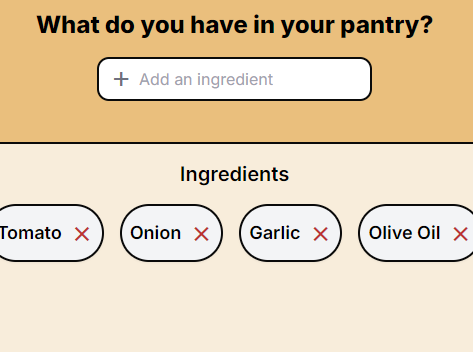 What do you have in your pantry?
Add an ingredient
Ingredients
Tomato Onion Garlic Olive Oil